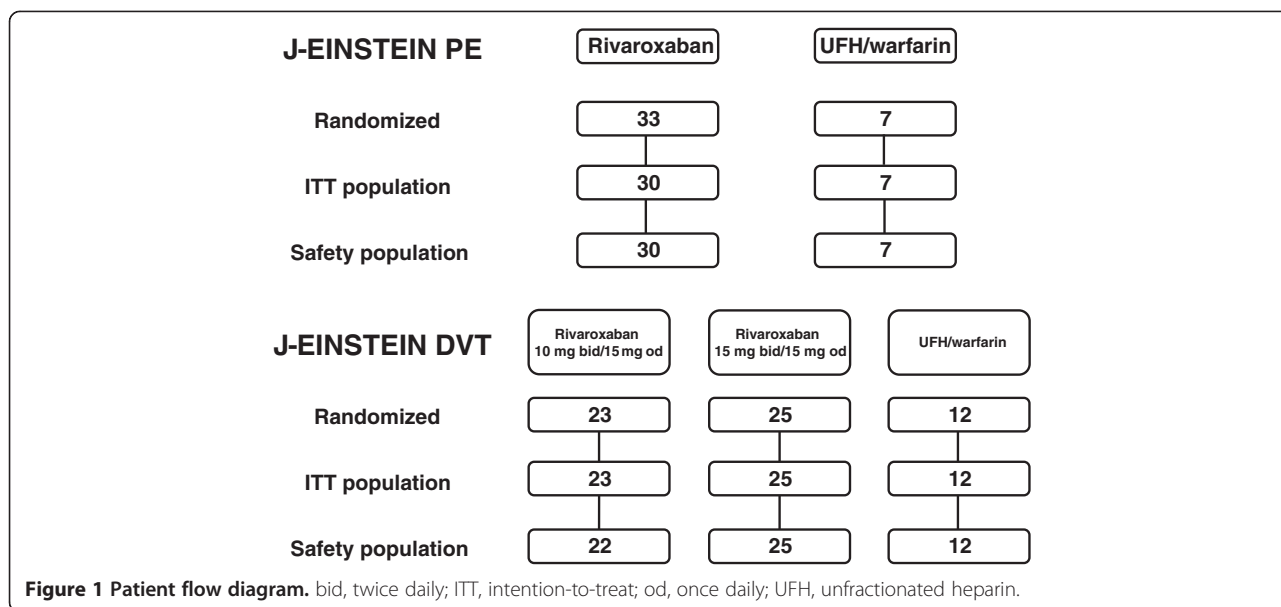 J-EINSTEIN PE Rivaroxaban UFH/warfarin
Randomized 33 7
ITT population 30 7
Safety population 30 7
J-EINSTEIN DVT
Rivaroxaban
10 mg bid/15 mg od
Rivaroxaban
15 mg bid/15 mg od
UFH/warfarin
Randomized 23 25 12
ITT population 23 25 12
Safety population 22 25 12
Figure 1 Patient flow diagram. bid, twice daily; ITT, intention-to-treat; od, once daily; UFH, unfractionated heparin.